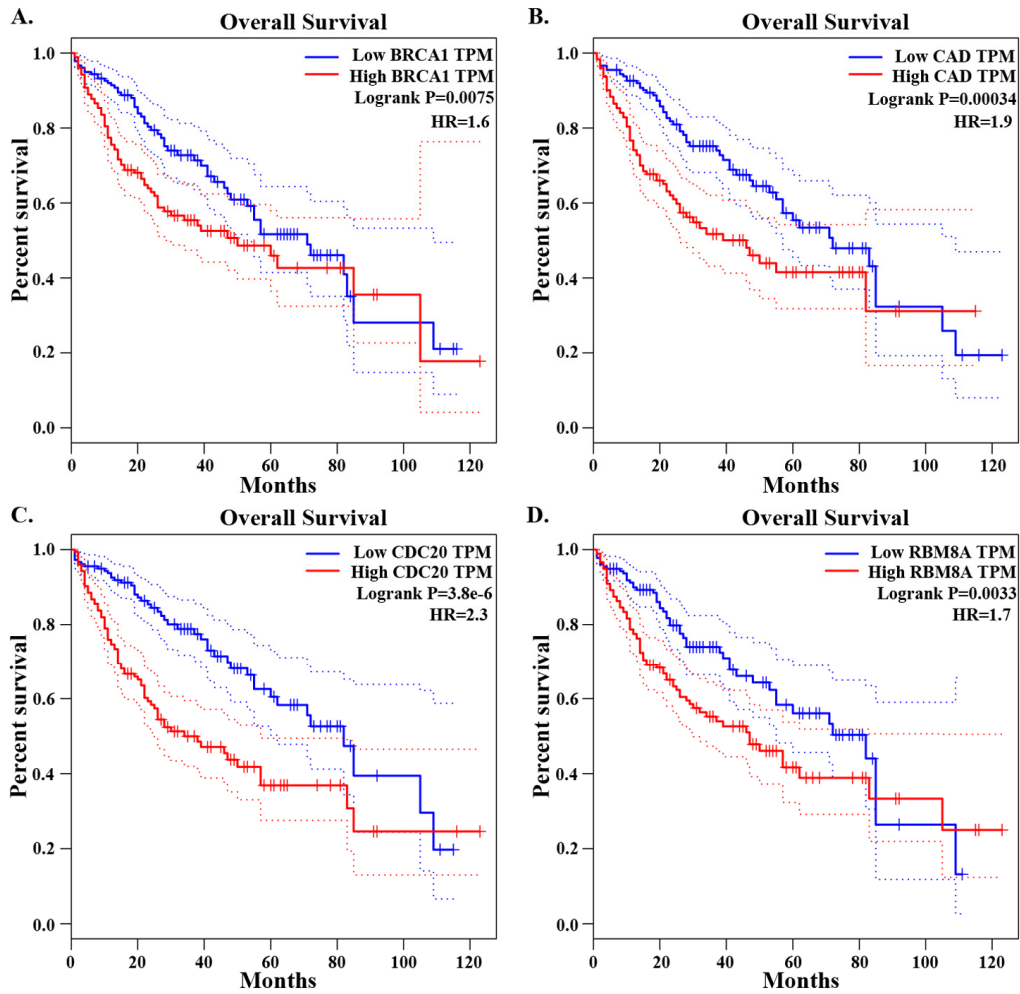 A.
Overall Survival
Low BRCA1 TPM
High BRCA1 TPM
Logrank P=0.0075
HR=1.6
Percent survival
1.0
0.8
0.6
0.4
0.2
0.0
0 20 40 60 80 100 120
Months
B.
Overall Survival
Low CAD TPM
High CAD TPM
Logrank P=0.00034
HR=1.9
Percent survival
1.0
0.8
0.6
0.4
0.2
0.0
0 20 40 60 80 100 120
Months
C.
Overall Survival
Low CDC20 TPM
High CDC20 TPM
Logrank P=3.8e-6
HR=2.3
Percent survival
1.0
0.8
0.6
0.4
0.2
0.0
0 20 40 60 80 100 120
Months
D.
Overall Survival
Low RBM8A TPM
High RBM8A TPM
Logrank P=0.0033
HR=1.7
Percent survival
1.0
0.8
0.6
0.4
0.2
0.0
0 20 40 60 80 100 120
Months